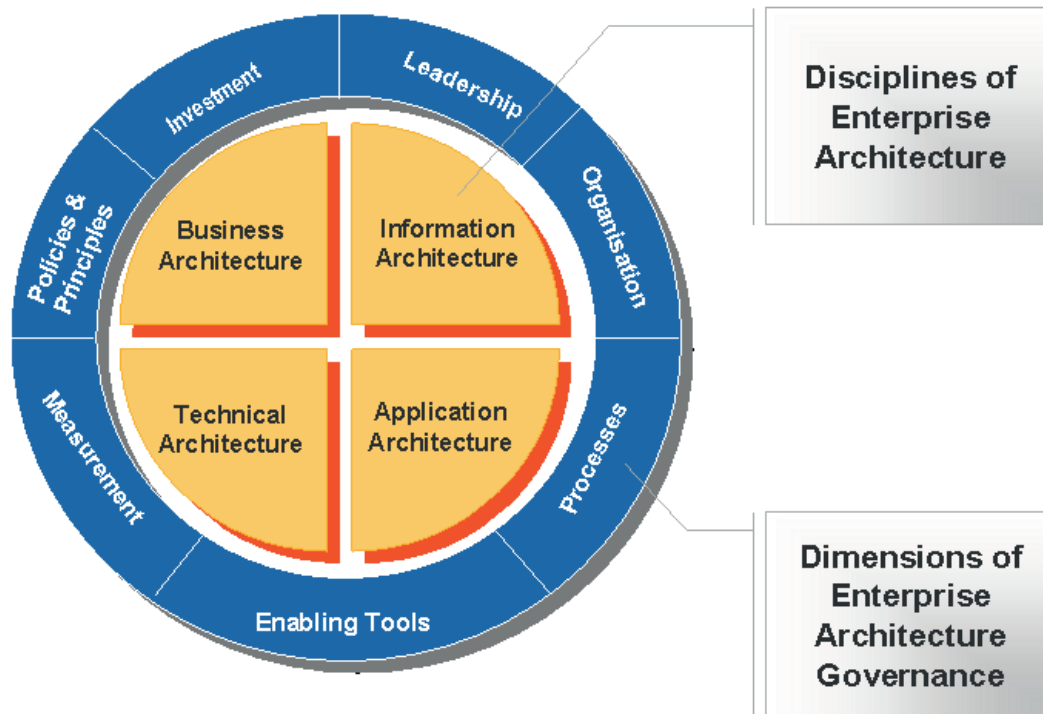 Investment
Leadership
Organisation
Processes
Enabling Tools
Measurement
Policies &
Principles
Business
Architecture
Information
Architecture
Technical
Architecture
Application
Architecture
Disciplines of
Enterprise
Architecture
Dimensions of
Enterprise
Architecture
Governance